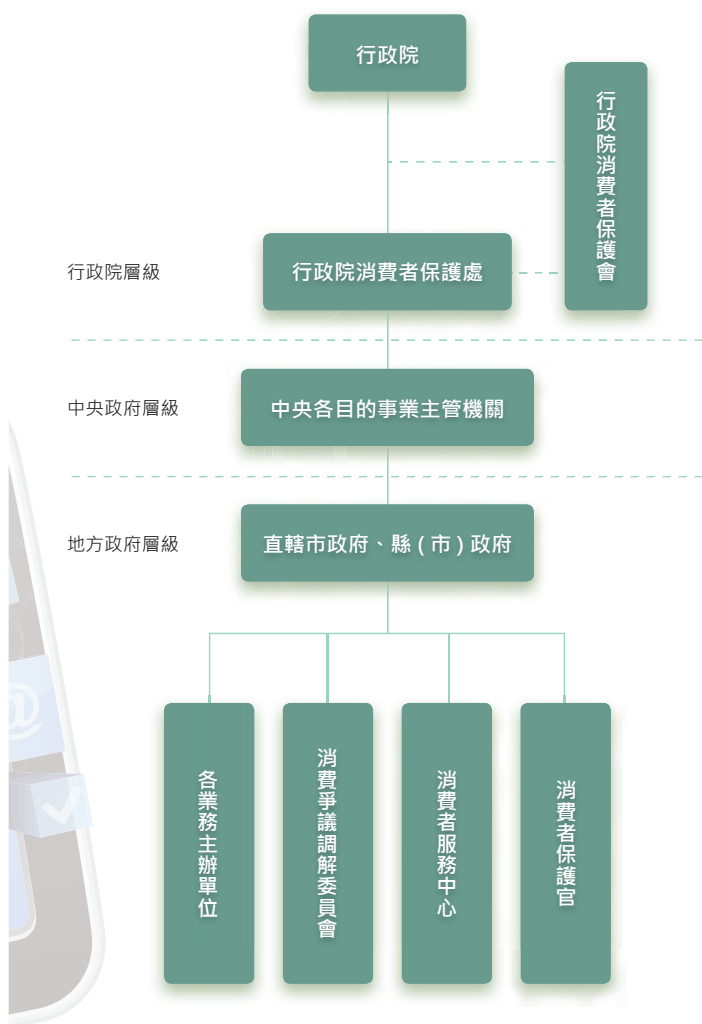 行政院
行政院消費者保護會
行政院層級
行政院消費者保護處
中央政府層級
中央各目的事業主管機關
地方政府層級
直轄市政府、縣 ( 市 ) 政府
各業務主辦單位
消費爭議調解委員會
消費者服務中心
消費者保護官
@